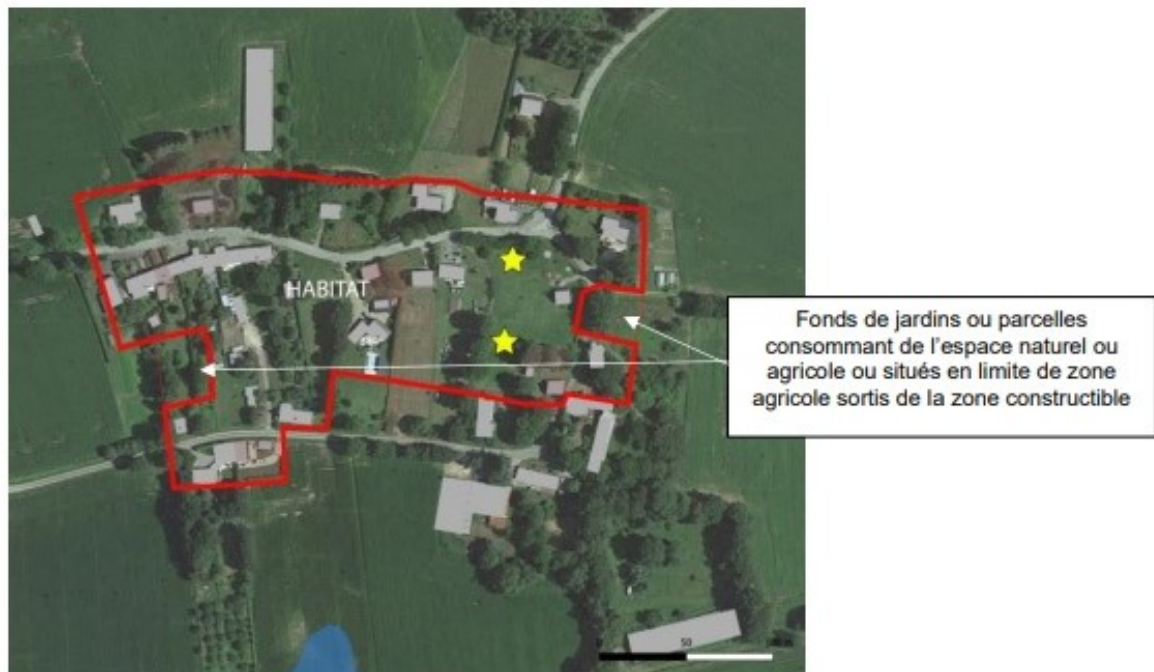 HABITAT
Fonds de jardins ou parcelles
consommant de l'espace naturel ou
agricole ou situés en limite de zone
agricole sortis de la zone constructible
50